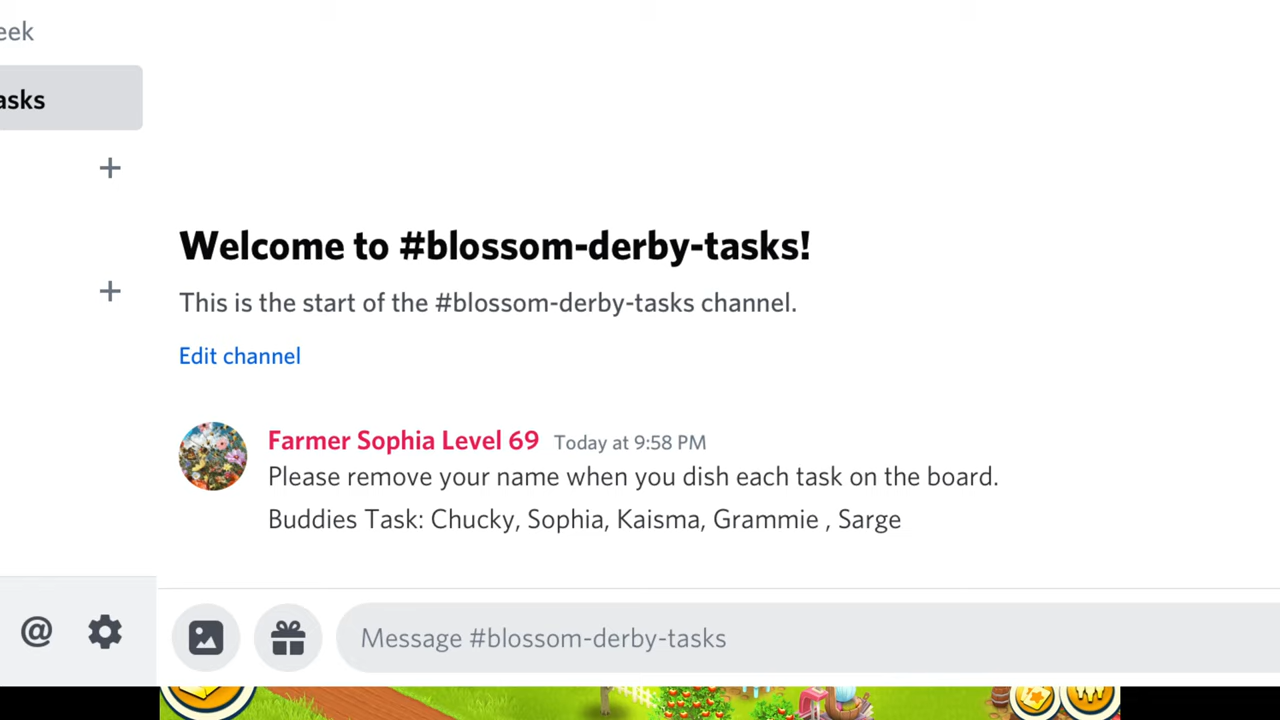 eek
asks
Welcome to #blossom-derby-tasks!
This is the start of the #blossom-derby-tasks channel.
Edit channel
Farmer Sophia Level 69 Today at 9:58 PM
Please remove your name when you dish each task on the board.
Buddies Task: Chucky, Sophia, Kaisma, Grammie , Sarge
Message #blossom-derby-tasks